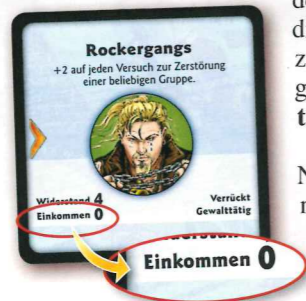 Rockergangs
+2 auf jeden Versuch zur Zerstörung
einer beliebigen Gruppe.
Widerstand 4
Einkommen 0
Verrückt
Gewalttätig
Einkommen 0